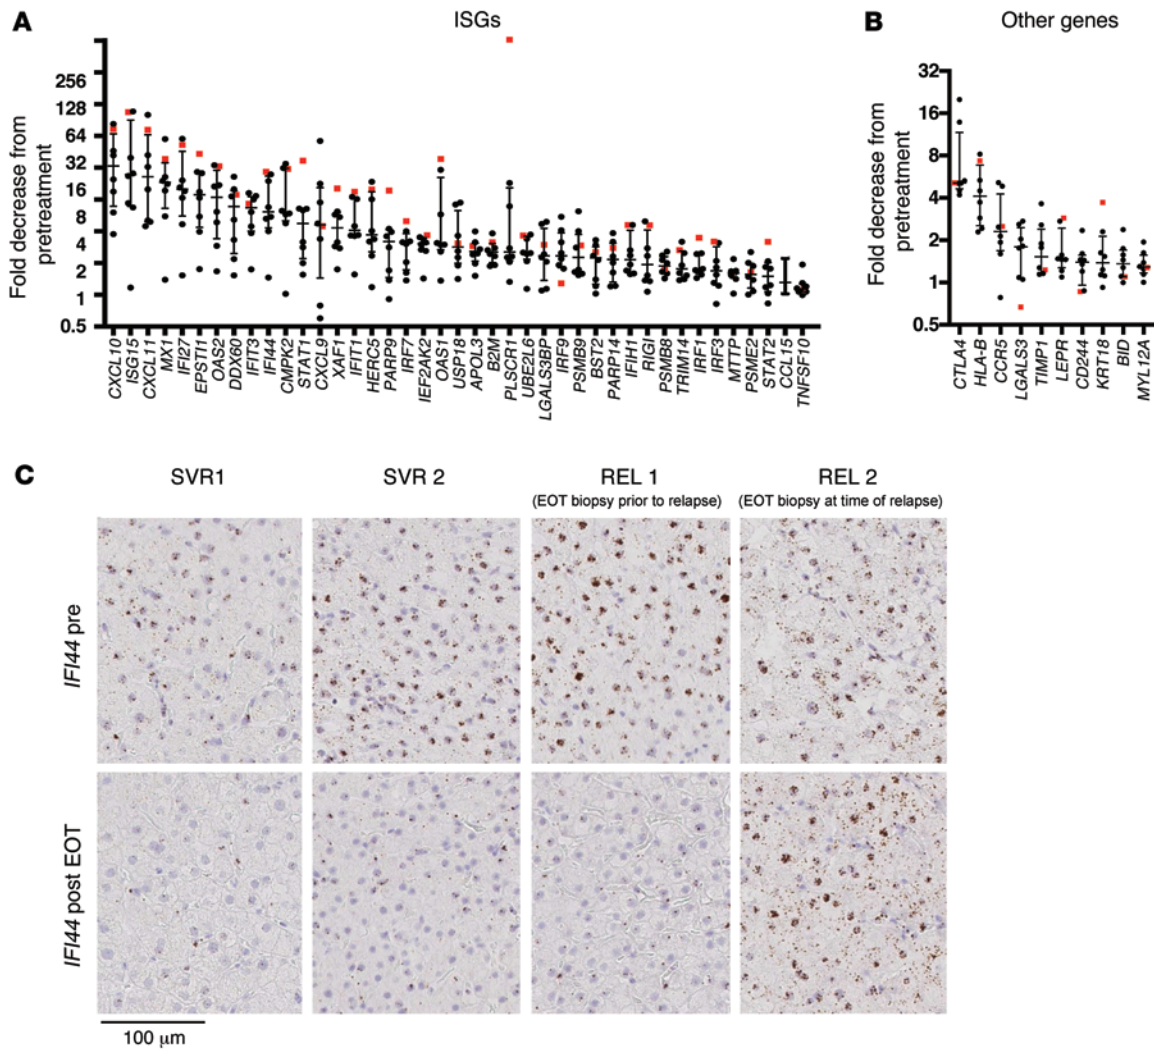 A
ISGs
Fold decrease from
pretreatment
256
128
64
32
16
8
4
2
1
0.5
CXCL10
ISG15
CXCL11
MX1
IFI27
EPSTI1
OAS2
DDX60
IFIT3
IFI44
CMPK2
STAT1
CXCL9
XAF1
IFIT1
HERC5
PARP9
IRF7
IEF2AK2
OAS11
USP18
APOL3
B2M
PLSCR1
UBE2L6
LGALS3BP
IRF9
PSMB9
BST2
PARP14
IFIH1
RIGI
PSMB8
TRIM14
IRF1
IRF3
MTTP
PSME2
STAT2
CCL15
TNFSF10
B
Other genes
Fold decrease from
pretreatment
32
16
8
4
2
1
0.5
CTLA4
HLA-B
CCR5
LGALS3
TIMP1
LEPR
CD244
KRT18
BID
MYL12A
C
SVR1
SVR 2
REL 1
(EOT biopsy prior to relapse)
REL 2
(EOT biopsy at time of relapse)
IFI44 pre
IFI44 post EOT
100 μm